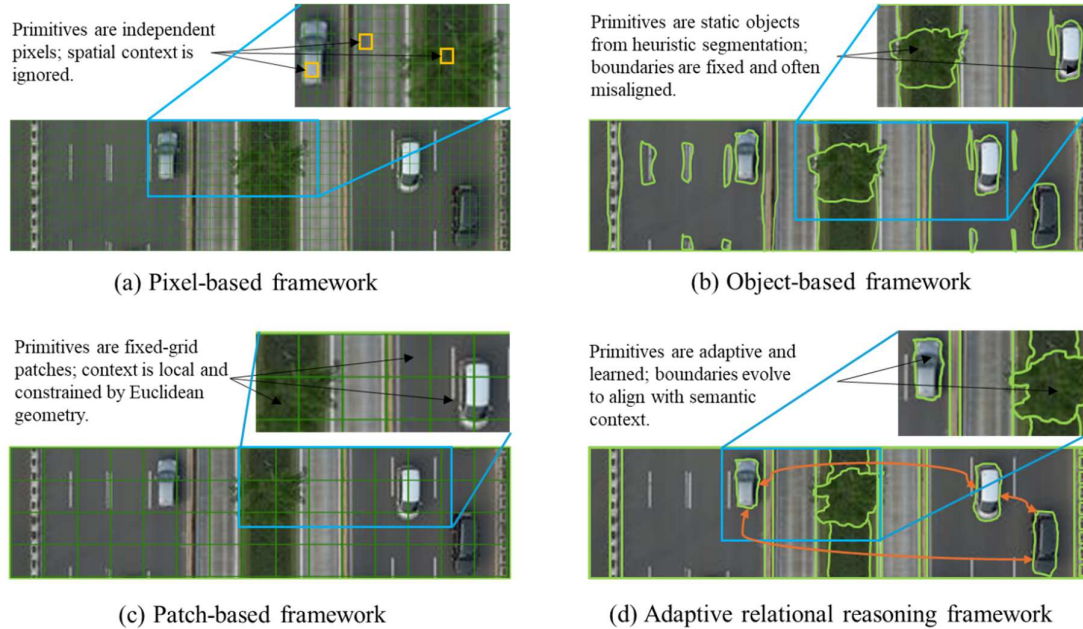 Primitives are independent
pixels; spatial context is
ignored.
(a) Pixel-based framework
Primitives are static objects
from heuristic segmentation;
boundaries are fixed and often
misaligned.
(b) Object-based framework
Primitives are fixed-grid
patches; context is local and
constrained by Euclidean
geometry.
(c) Patch-based framework
Primitives are adaptive and
learned; boundaries evolve
to align with semantic
context.
(d) Adaptive relational reasoning framework